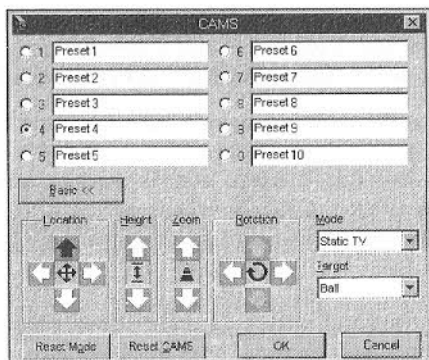 CAMS
1 Preset 1
2 Preset 2
3 Preset 3
4 Preset 4
5 Preset 5
6 Preset 6
7 Preset 7
8 Preset 8
9 Preset 9
0 Preset 10
Basic <<
Location
Height
Zoom
Rotation
Mode
Static TV
Target
Ball
Reset Mode
Reset CAMS
OK
Cancel